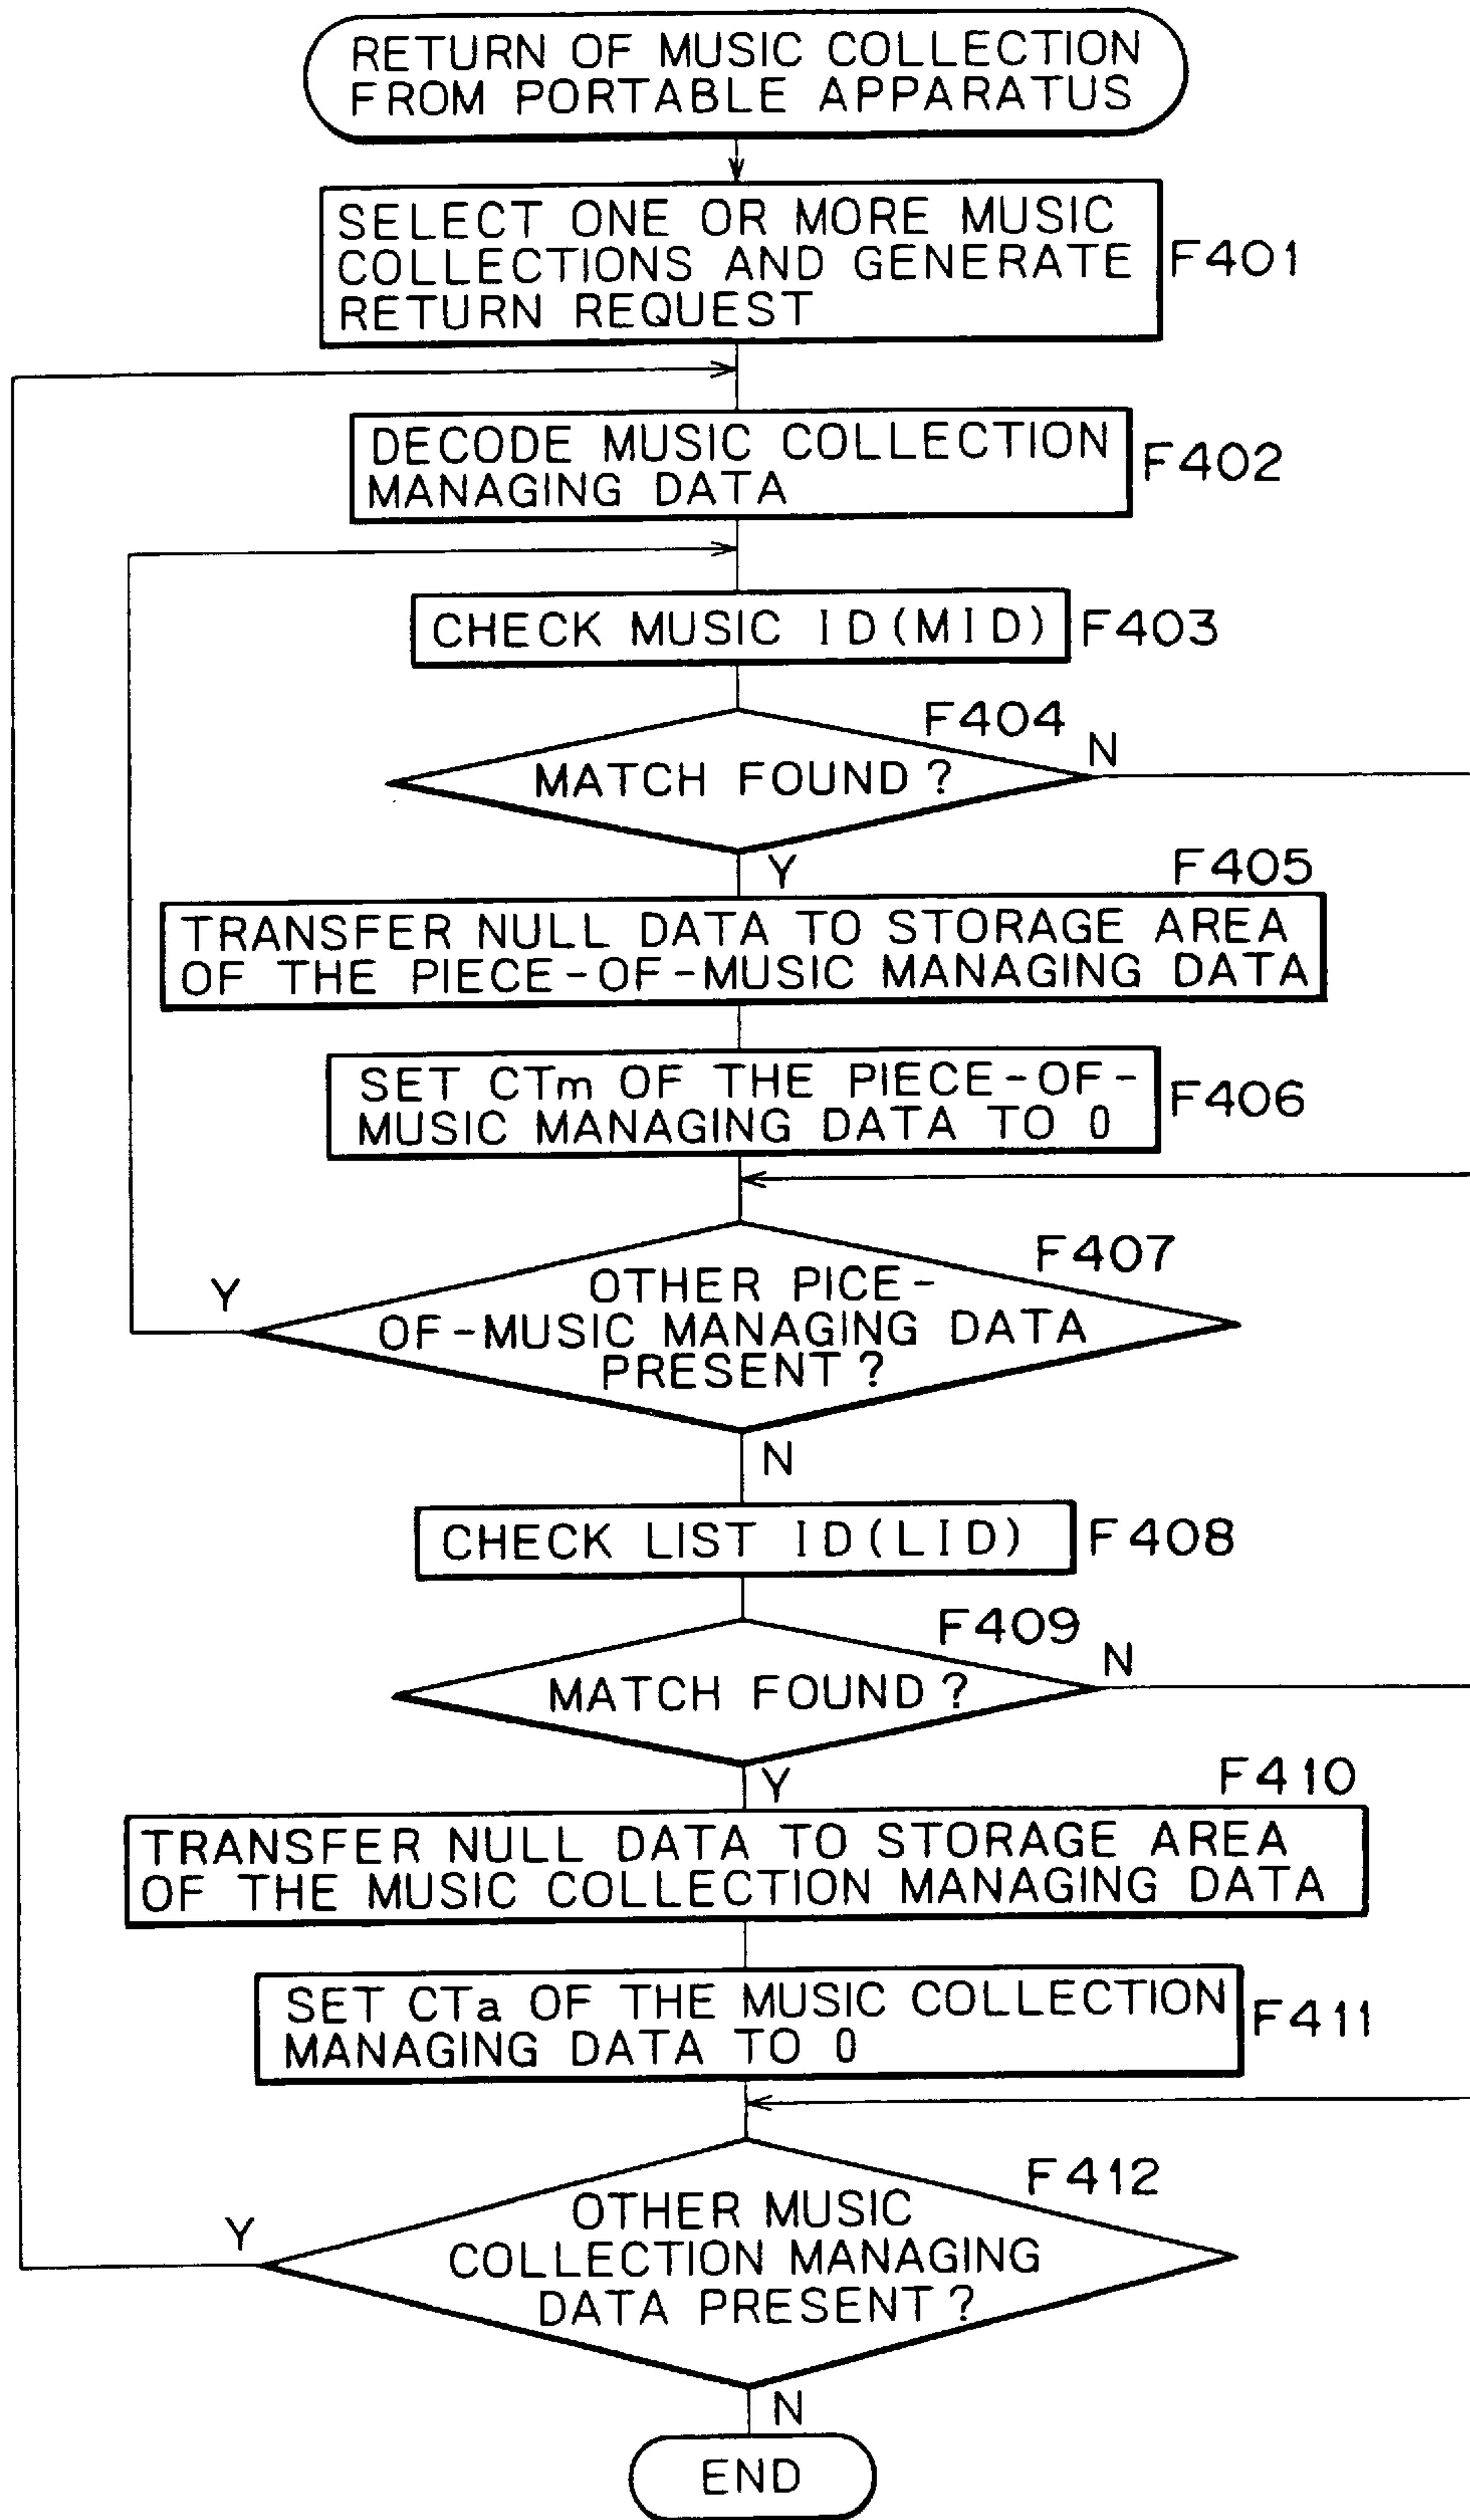 RETURN OF MUSIC COLLECTION
FROM PORTABLE APPARATUS
SELECT ONE OR MORE MUSIC
COLLECTIONS AND GENERATE
RETURN REQUEST
F401
DECODE MUSIC COLLECTION
MANAGING DATA
F402
CHECK MUSIC ID(MID)
F403
F404
MATCH FOUND?
N
Y
F405
TRANSFER NULL DATA TO STORAGE AREA
OF THE PIECE-OF-MUSIC MANAGING DATA
SET CTm OF THE PIECE-OF-
MUSIC MANAGING DATA TO 0
F406
F407
OTHER PICE-
OF-MUSIC MANAGING DATA
PRESENT?
Y
N
CHECK LIST ID(LID)
F408
F409
MATCH FOUND?
N
Y
F410
TRANSFER NULL DATA TO STORAGE AREA
OF THE MUSIC COLLECTION MANAGING DATA
SET CTa OF THE MUSIC COLLECTION
MANAGING DATA TO 0
F411
F412
OTHER MUSIC
COLLECTION MANAGING
DATA PRESENT?
Y
N
END